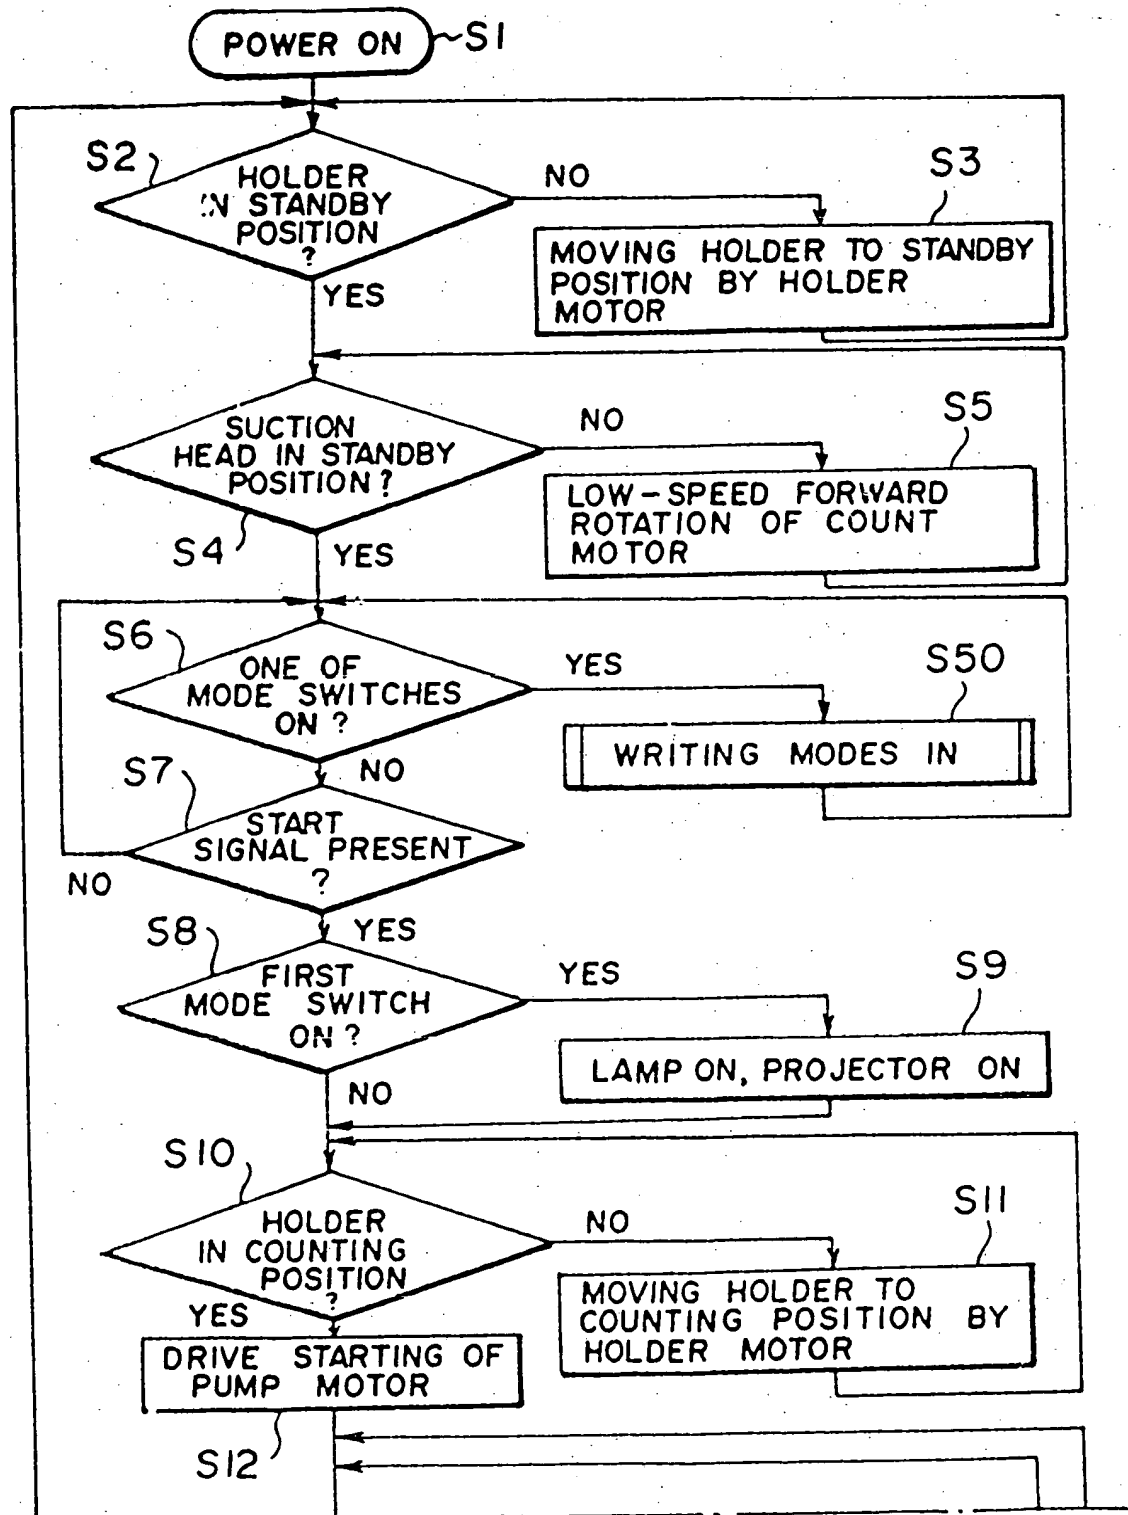 POWER ON
S1
S2
HOLDER
IN STANDBY
POSITION
?
NO
YES
S3
MOVING HOLDER TO STANDBY
POSITION BY HOLDER
MOTOR
SUCTION
HEAD IN STANDBY
POSITION?
S4
NO
YES
S5
LOW-SPEED FORWARD
ROTATION OF COUNT
MOTOR
S6
ONE OF
MODE SWITCHES
ON ?
YES
NO
S50
WRITING MODES IN
S7
START
SIGNAL PRESENT
?
NO
YES
S8
FIRST
MODE SWITCH
ON ?
YES
NO
S9
LAMP ON, PROJECTOR ON
S10
HOLDER
IN COUNTING
POSITION
?
NO
YES
S11
MOVING HOLDER TO
COUNTING POSITION BY
HOLDER MOTOR
DRIVE STARTING OF
PUMP MOTOR
S12